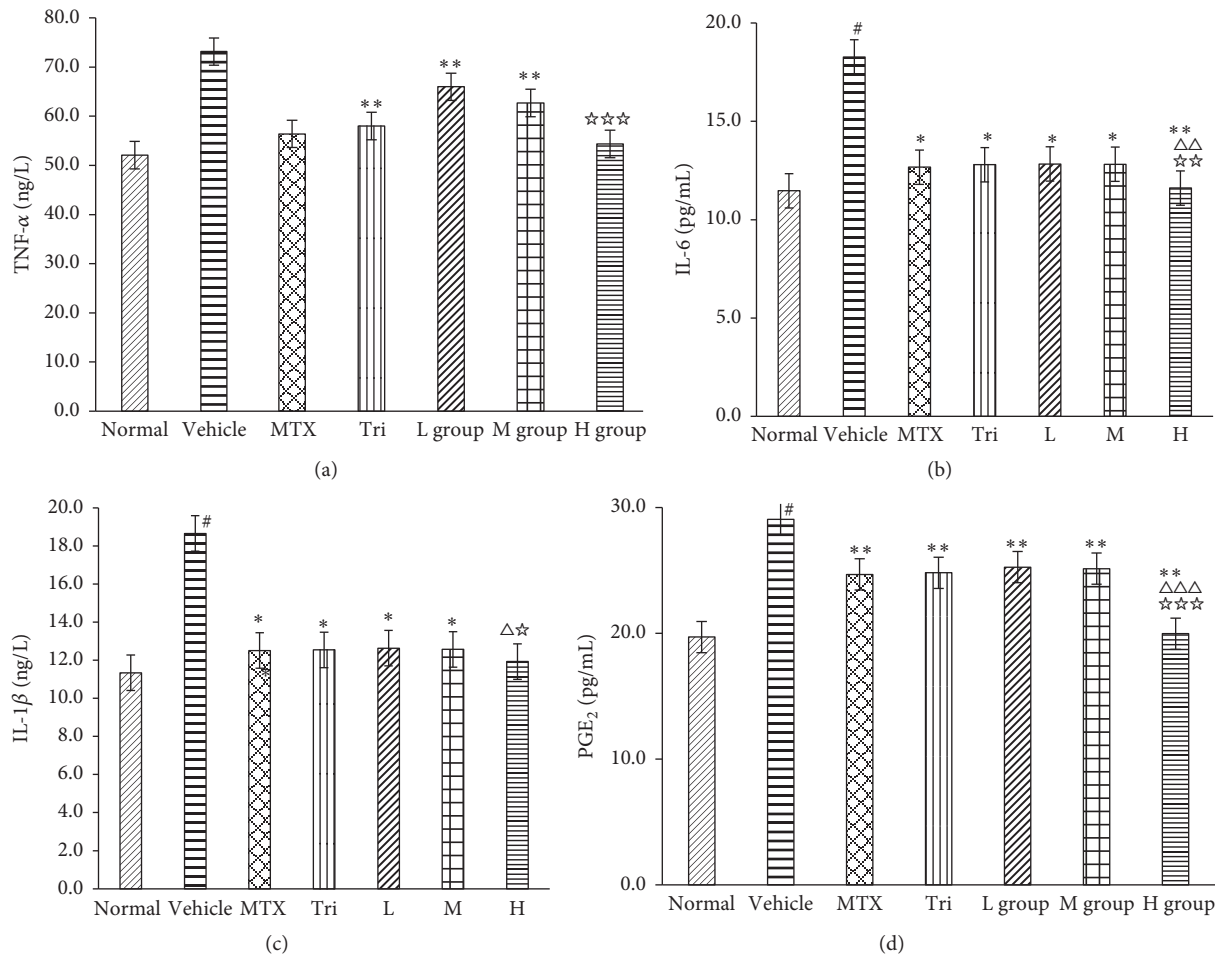 80.0
70.0
60.0
50.0
40.0
30.0
20.0
10.0
0.0
TNF-α (ng/L)
** ** ** ☆☆☆
Normal Vehicle MTX Tri L group M group H group
(a)
20.0
15.0
10.0
5.0
0.0
IL-6 (pg/mL)
#
* * * * **
△△
☆☆
Normal Vehicle MTX Tri L M H
(b)
20.0
18.0
16.0
14.0
12.0
10.0
8.0
6.0
4.0
2.0
0.0
IL-1β (ng/L)
#
* * * * △☆
Normal Vehicle MTX Tri L M H
(c)
30.0
20.0
10.0
0.0
PGE₂ (pg/mL)
#
** ** ** ** **
△△△
☆☆☆
Normal Vehicle MTX Tri L group M group H group
(d)